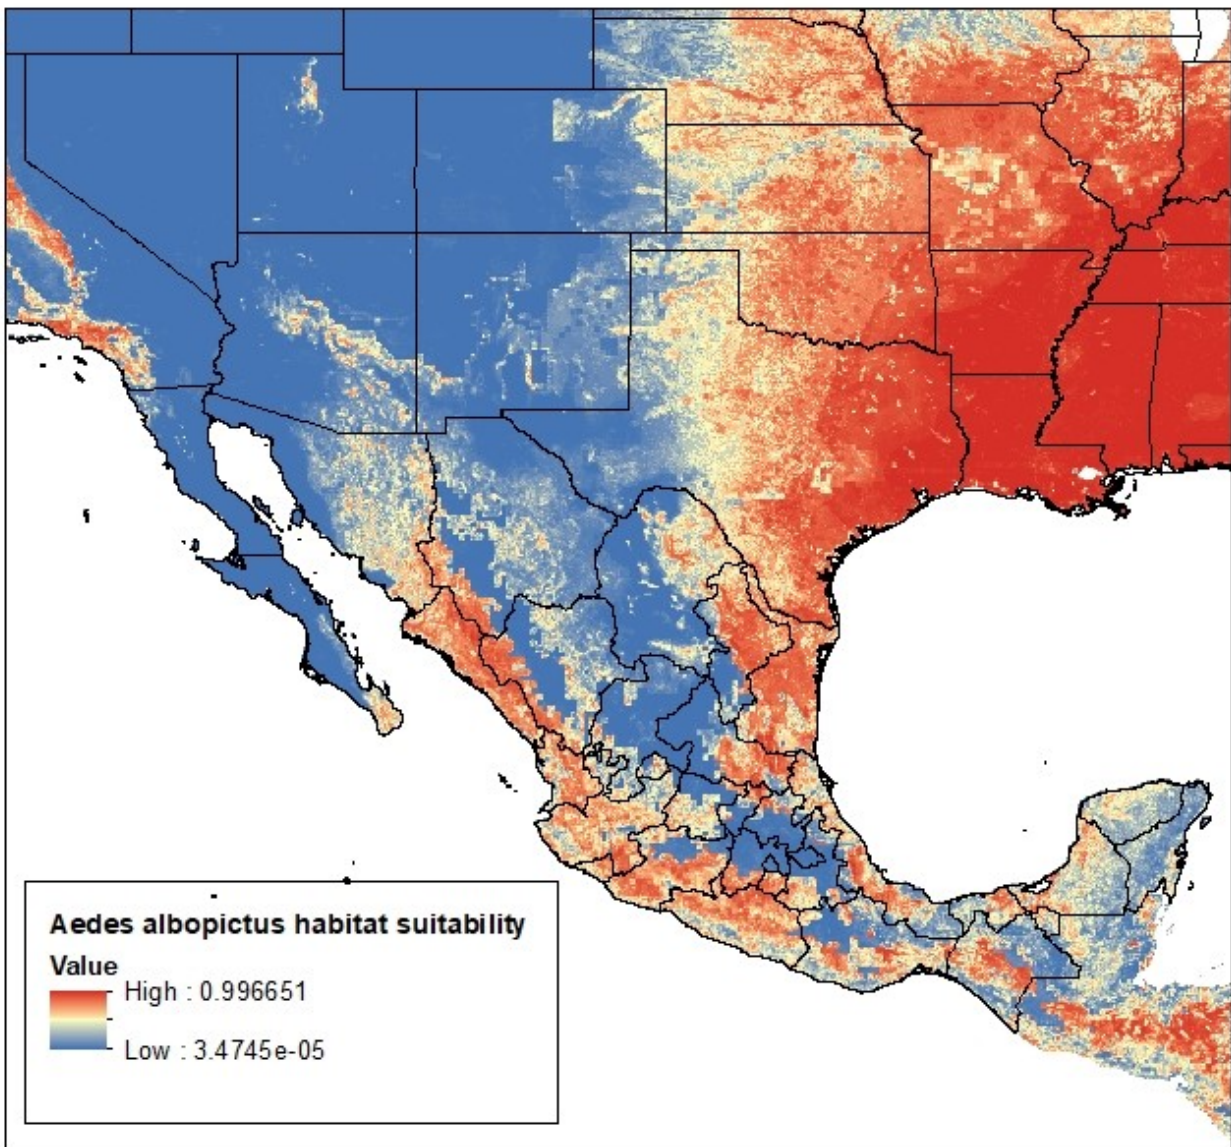 Aedes albopictus habitat suitability
Value
High : 0.996651
Low : 3.4745e-05